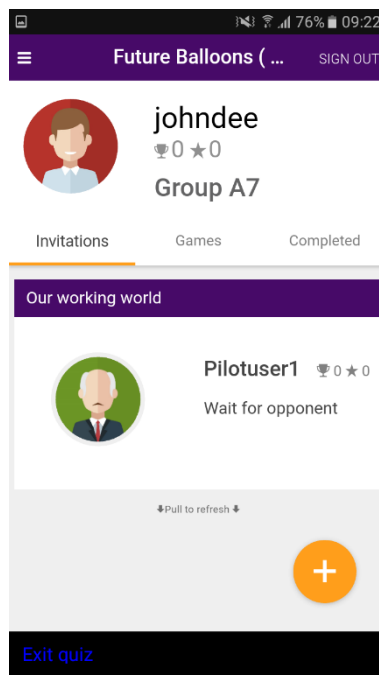 76% 09:22
Future Balloons ( ... SIGN OUT
johndee
0 ★0
Group A7
Invitations Games Completed
Our working world
Pilotuser1 0 ★ 0
Wait for opponent
⬇Pull to refresh⬇
+
Exit quiz